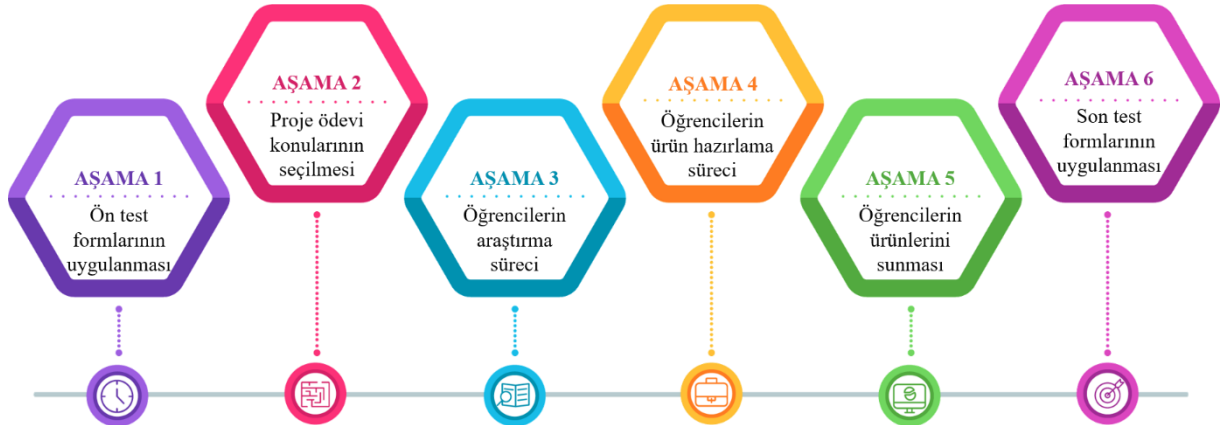 AŞAMA 1
Ön test
formlarının
uygulanması
AŞAMA 2
Proje ödevi
konularının
seçilmesi
AŞAMA 3
Öğrencilerin
araştırma
süreci
AŞAMA 4
Öğrencilerin
ürün hazırlama
süreci
AŞAMA 5
Öğrencilerin
ürünlerini
sunması
AŞAMA 6
Son test
formlarının
uygulanması